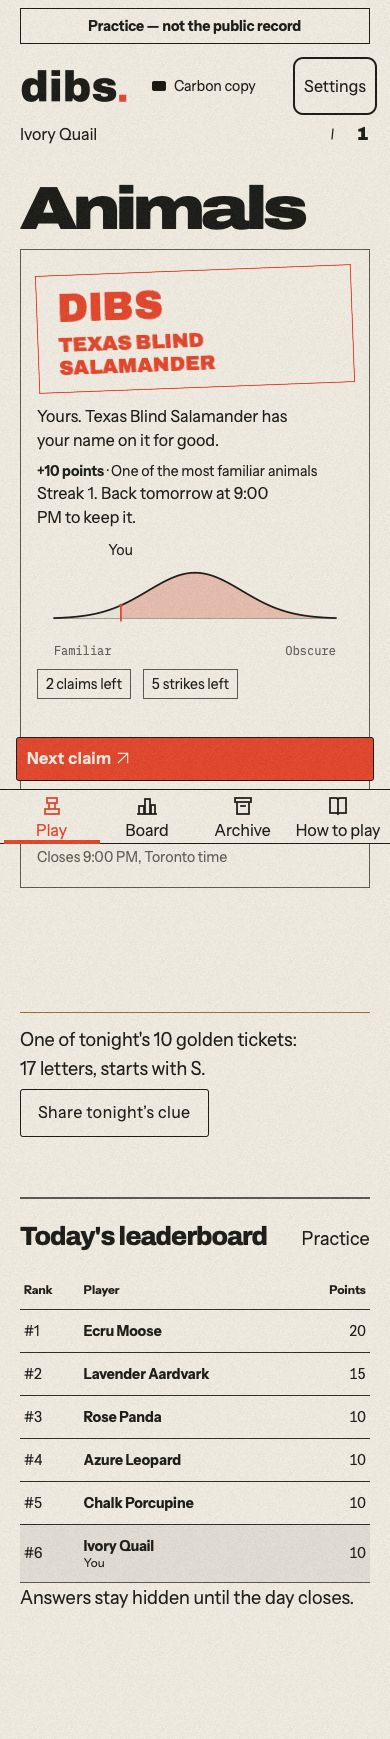 Practice — not the public record
dibs.
Carbon copy
Settings
Ivory Quail
1
Animals
DIBS
TEXAS BLIND
SALAMANDER
Yours. Texas Blind Salamander has
your name on it for good.
+10 points · One of the most familiar animals
Streak 1. Back tomorrow at 9:00
PM to keep it.
You
Familiar
Obscure
2 claims left
5 strikes left
Next claim
Play
Board
Archive
How to play
Closes 9:00 PM, Toronto time
One of tonight's 10 golden tickets:
17 letters, starts with S.
Share tonight's clue
Today's leaderboard
Practice
Rank Player Points
#1 Ecru Moose 20
#2 Lavender Aardvark 15
#3 Rose Panda 10
#4 Azure Leopard 10
#5 Chalk Porcupine 10
#6 Ivory Quail 10
You
Answers stay hidden until the day closes.